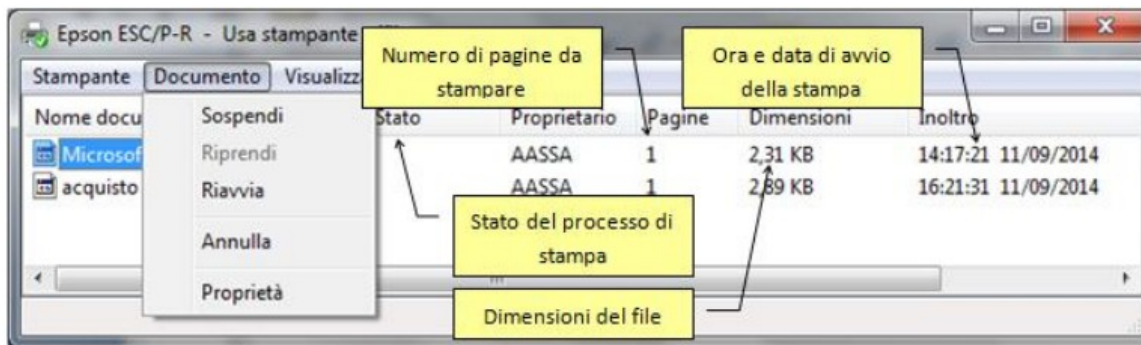 Epson ESC/P-R - Usa stampante
Numero di pagine da
stampare
Ora e data di avvio
della stampa
Stampante Documento
Nome Stato Proprietario Pagine Dimensioni Inoltro
Sospendi
AASSA 1 2,31 KB 14:17:21 11/09/2014
Riprendi
acquisto AASSA 1 2,89 KB 16:21:31 11/09/2014
Riavvia
Stato del processo di
stampa
Annulla
Proprietà
Dimensioni del file